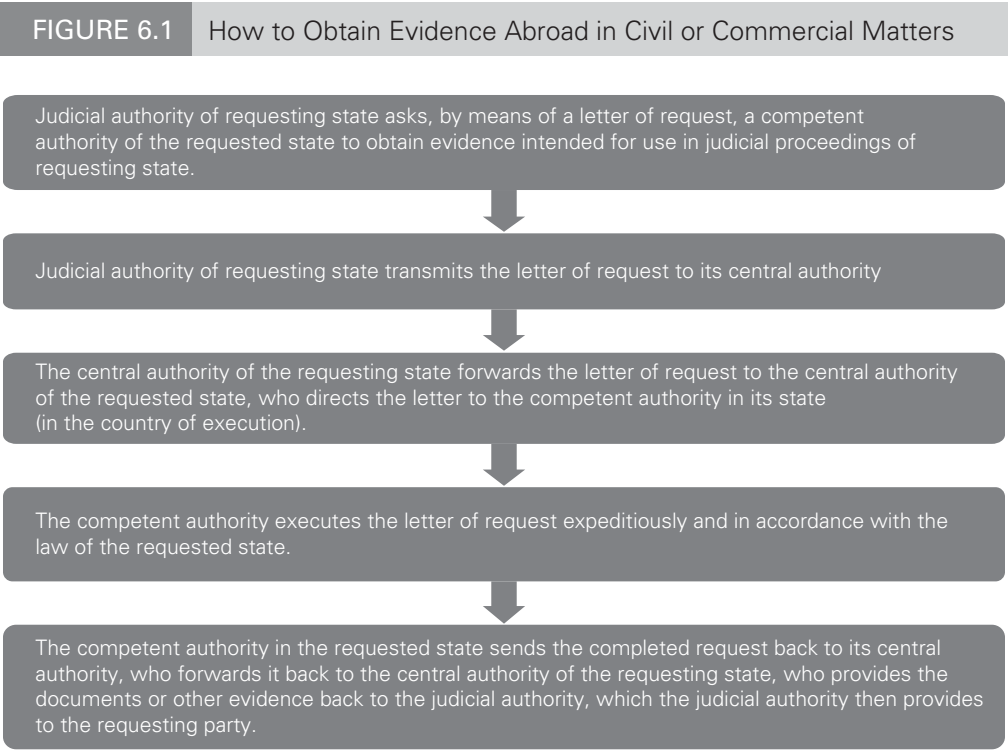 FIGURE 6.1 How to Obtain Evidence Abroad in Civil or Commercial Matters
Judicial authority of requesting state asks, by means of a letter of request, a competent
authority of the requested state to obtain evidence intended for use in judicial proceedings of
requesting state.
Judicial authority of requesting state transmits the letter of request to its central authority
The central authority of the requesting state forwards the letter of request to the central authority
of the requested state, who directs the letter to the competent authority in its state
(in the country of execution).
The competent authority executes the letter of request expeditiously and in accordance with the
law of the requested state.
The competent authority in the requested state sends the completed request back to its central
authority, who forwards it back to the central authority of the requesting state, who provides the
documents or other evidence back to the judicial authority, which the judicial authority then provides
to the requesting party.